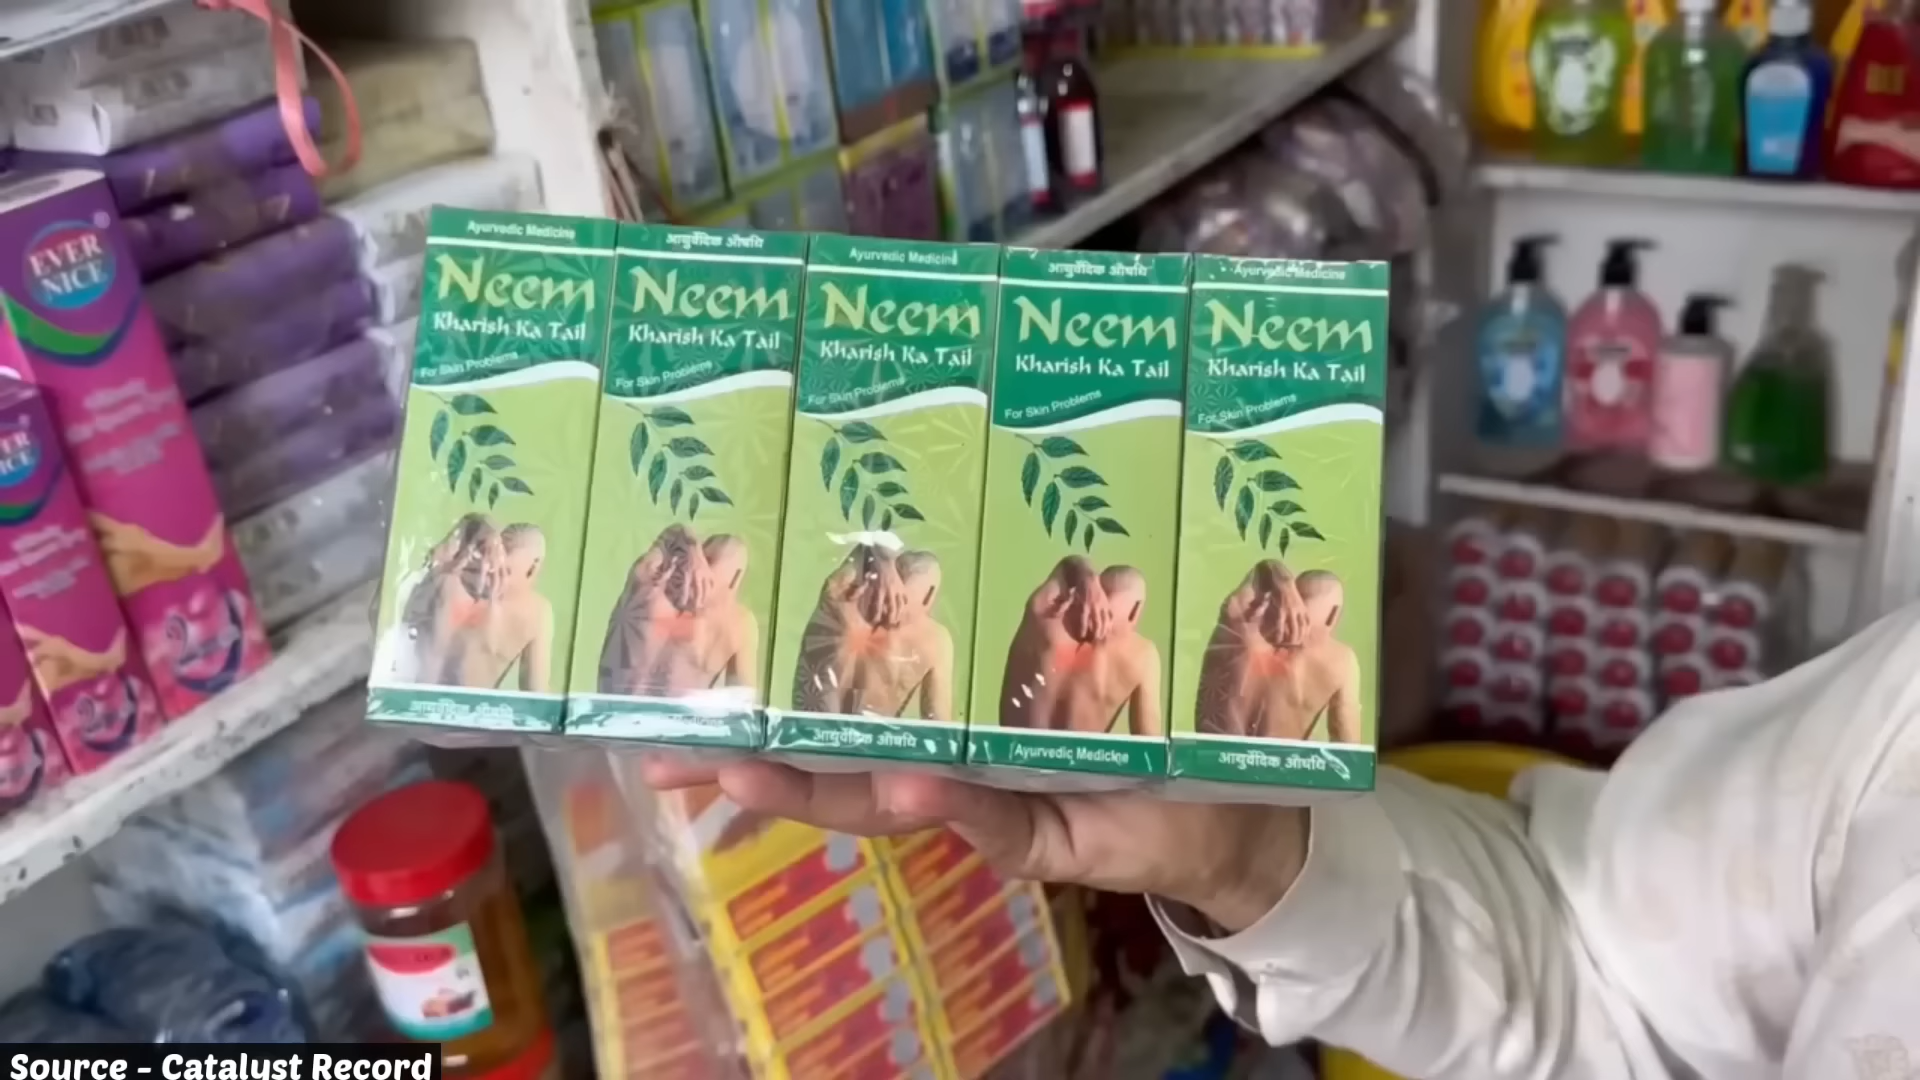 Ayurvedic Medicine
Neem
Kharish Ka Tail
For Skin Problems
आयुर्वेदिक औषधि
आयुर्वेदिक औषधि
Neem
Kharish Ka Tail
For Skin Problems
Medicine
Ayurvedic Medicine
Neem
Kharish Ka Tail
For Skin Problems
आयुर्वेदिक औषधि
आयुर्वेदिक औषधि
Neem
Kharish Ka Tail
For Skin Problems
Ayurvedic Medicine
Ayurvedic Medicine
Neem
Kharish Ka Tail
For Skin Problems
आयुर्वेदिक औषधि
EVER
NICE
Source - Catalyst Record